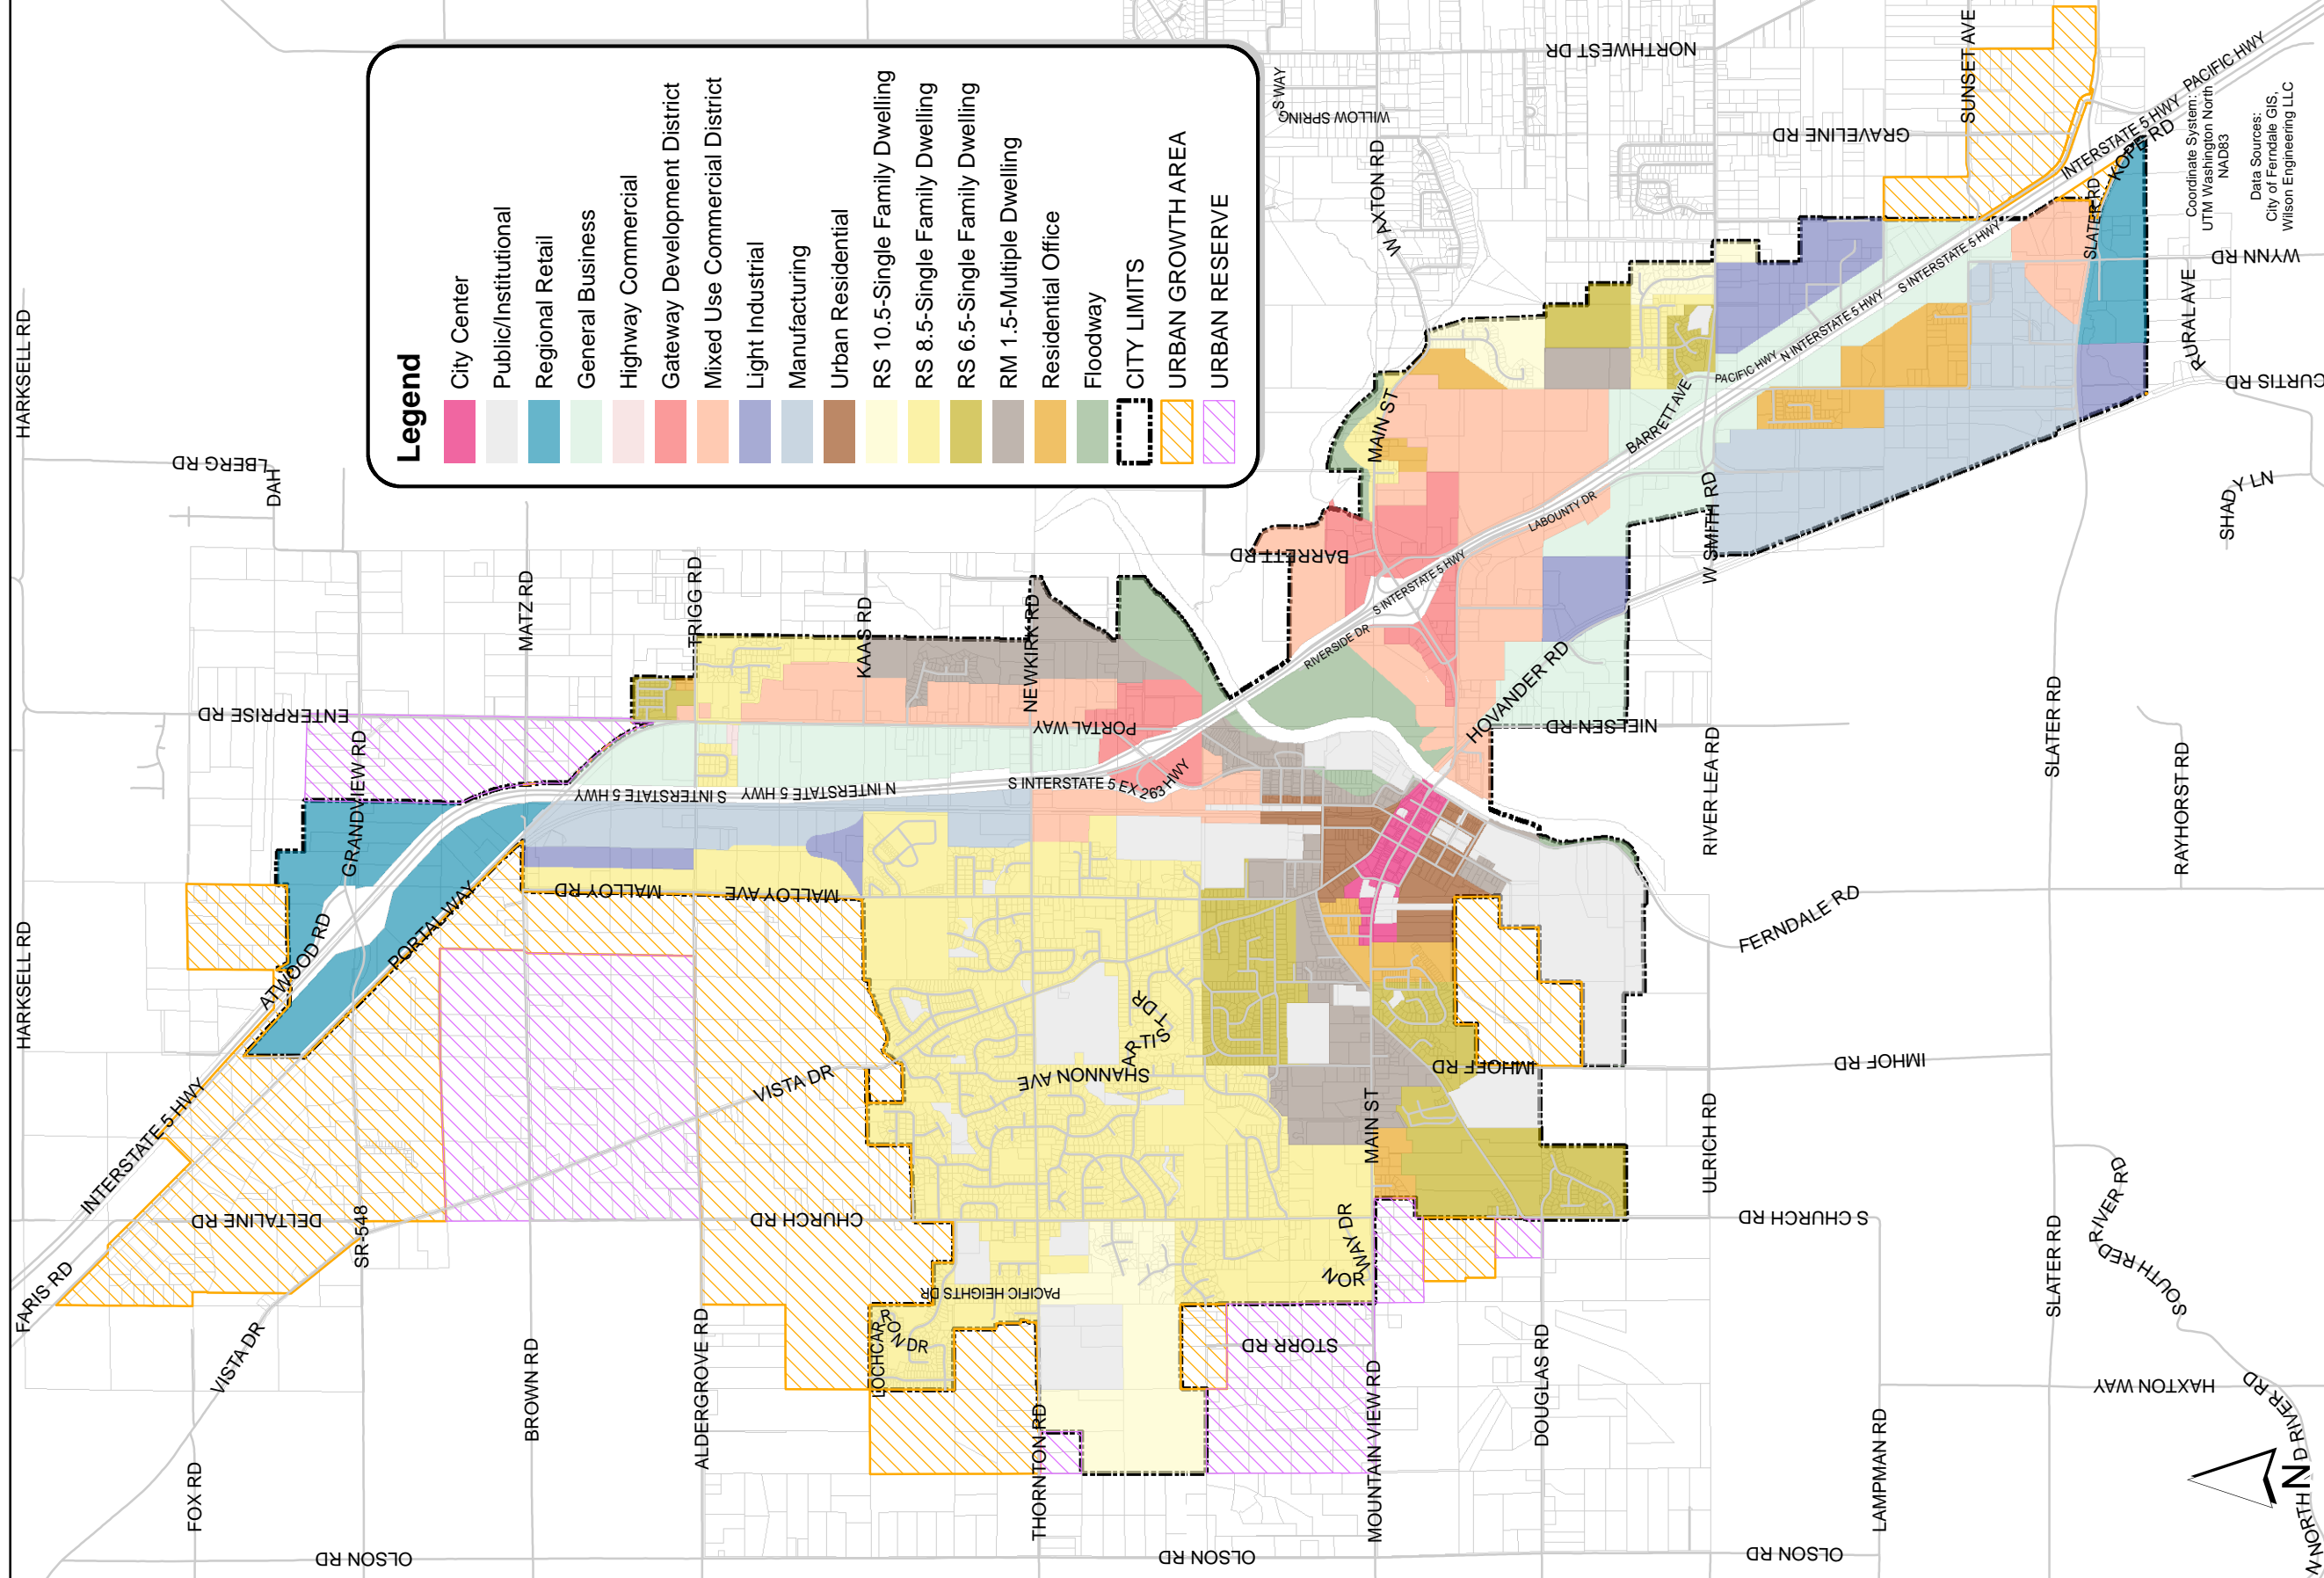 Legend
City Center
Public/Institutional
Regional Retail
General Business
Highway Commercial
Gateway Development District
Mixed Use Commercial District
Light Industrial
Manufacturing
Urban Residential
RS 10.5-Single Family Dwelling
RS 8.5-Single Family Dwelling
RS 6.5-Single Family Dwelling
RM 1.5-Multiple Dwelling
Residential Office
Floodway
CITY LIMITS
URBAN GROWTH AREA
URBAN RESERVE
HARKSELL RD
HARKSELL RD
DAHLBERG RD
ENTERPRISE RD
GRANDVIEW RD
MATZ RD
TRIGG RD
KAAS RD
NEWKIRK RD
PORTAL WAY
S INTERSTATE 5 HWY
N INTERSTATE 5 HWY
S INTERSTATE 5 EX 263 HWY
ATWOOD RD
PORTAL WAY
MALLOY RD
MALLOY AVE
INTERSTATE 5 HWY
FARIS RD
DELTALINE RD
SR-548
VISTA DR
VISTA DR
FOX RD
BROWN RD
ALDERGROVE RD
CHURCH RD
OLSON RD
OLSON RD
OLSON RD
SHANNON AVE
ARTISTS DR
PACIFIC HEIGHTS DR
LOCHCARRON DR
THORNTON RD
STORR RD
NORWAY DR
MOUNTAIN VIEW RD
MAIN ST
MAIN ST
IMHOFF RD
IMHOF RD
DOUGLAS RD
ULRICH RD
S CHURCH RD
LAMPMAN RD
HAXTON WAY
SLATER RD
SLATER RD
SLATER RD
SOUTH RED RIVER RD
W NORTH
D RIVER RD
N
FERNDALE RD
RIVER LEA RD
RAYHORST RD
NIELSEN RD
HOVANDER RD
RIVERSIDE DR
S INTERSTATE 5 HWY
BARRETT RD
LABOUNTY DR
BARRETT AVE
PACIFIC HWY
N INTERSTATE 5 HWY
S INTERSTATE 5 HWY
W SMITH RD
W AXTON RD
WILLOW SPRINGS WAY
NORTHWEST DR
GRAVELINE RD
SUNSET AVE
INTERSTATE 5 HWY
PACIFIC HWY
KOPE RD
WYNN RD
RURAL AVE
CURTIS RD
SHADY LN
Coordinate System:
UTM Washington North
NAD83
Data Sources:
City of Ferndale GIS,
Wilson Engineering LLC